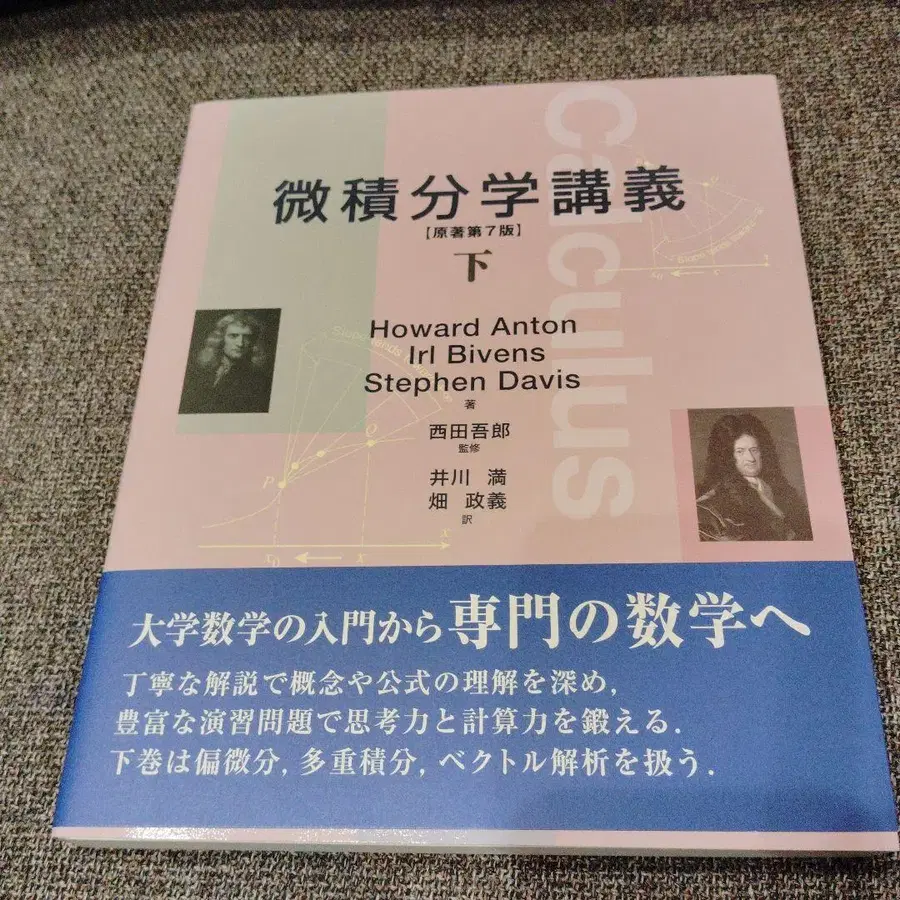 Calculus
微積分学講義
【原著第7版】
下
Howard Anton
Irl Bivens
Stephen Davis
著
西田吾郎
監修
井川 満
畑 政義
訳
P
Q
x₀
x
x
x₀
x
大学数学の入門から専門の数学へ
丁寧な解説で概念や公式の理解を深め,
豊富な演習問題で思考力と計算力を鍛える.
下巻は偏微分, 多重積分, ベクトル解析を扱う.